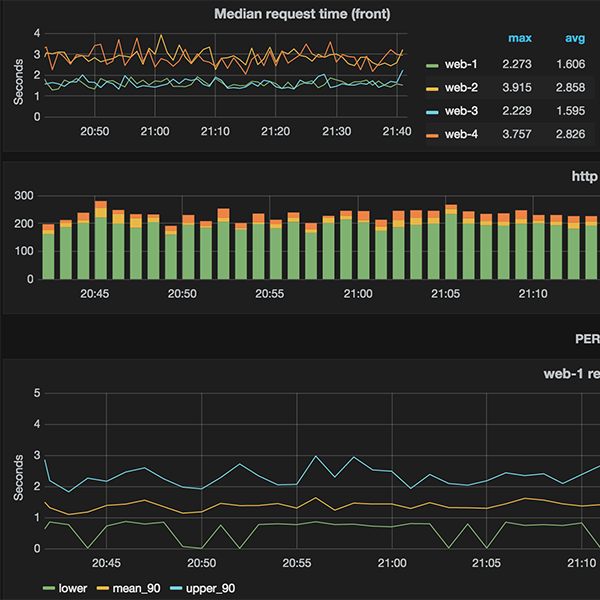 Median request time (front)
4
3
2
1
0
Seconds
20:50 21:00 21:10 21:20 21:30 21:40
max avg
web-1 2.273 1.606
web-2 3.915 2.858
web-3 2.229 1.595
web-4 3.757 2.826
http
300
200
100
0
20:45 20:50 20:55 21:00 21:05 21:10
PER
web-1 re
5
4
3
2
1
0
Seconds
20:45 20:50 20:55 21:00 21:05 21:10
lower mean_90 upper_90